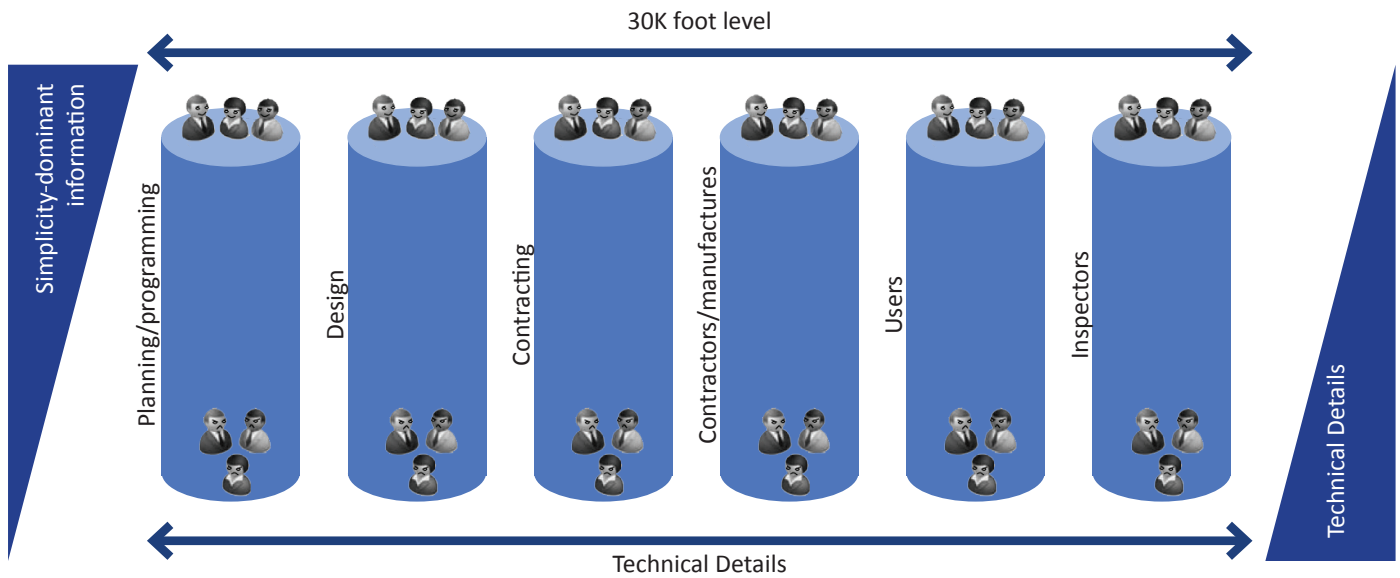 30K foot level
Simplicity-dominant
information
Planning/programming
Design
Contracting
Contractors/manufactures
Users
Inspectors
Technical Details
Technical Details